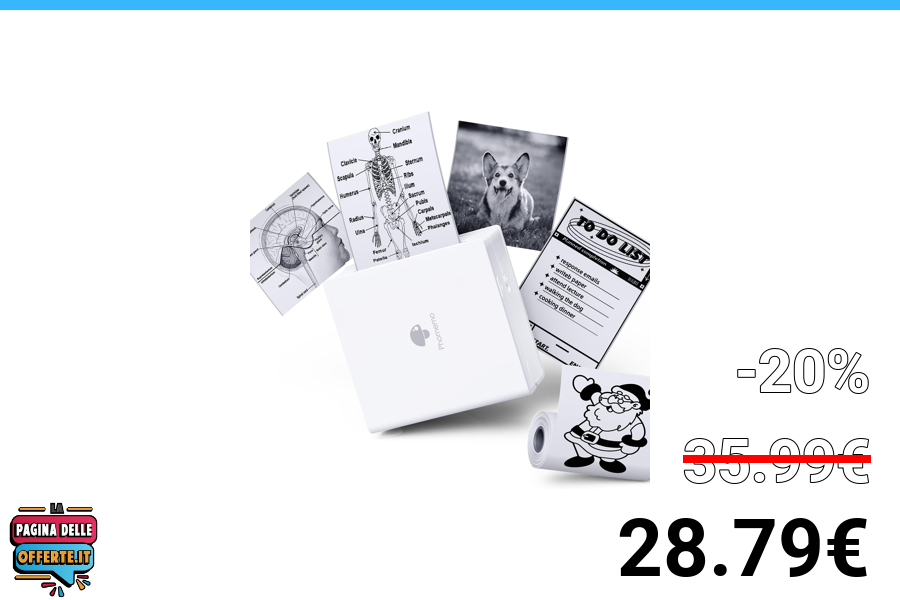 Cranium
Mandible
Clavicle
Sternum
Scapula
Ribs
Humerus
Ilium
Sacrum
Pubis
Radius
Carpals
Metacarpals
Ulna
Phalanges
Femur
Ischium
Patella
TO DO LIST
response emails
writeb paper
attend lecture
walking the dog
cooking dinner
Phomemo
-20%
35.99€
28.79€
LA
PAGINA DELLE
OFFERTE.IT